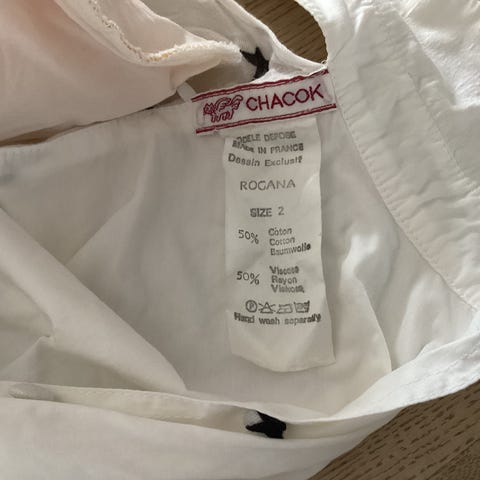 CHACOK
MODELE DEPOSE
MADE IN FRANCE
Dessin Exclusif
ROGANA
SIZE 2
50% Coton
Cotton
Baumwolle
50% Viscose
Rayon
Viskose
P
Hand wash separatly